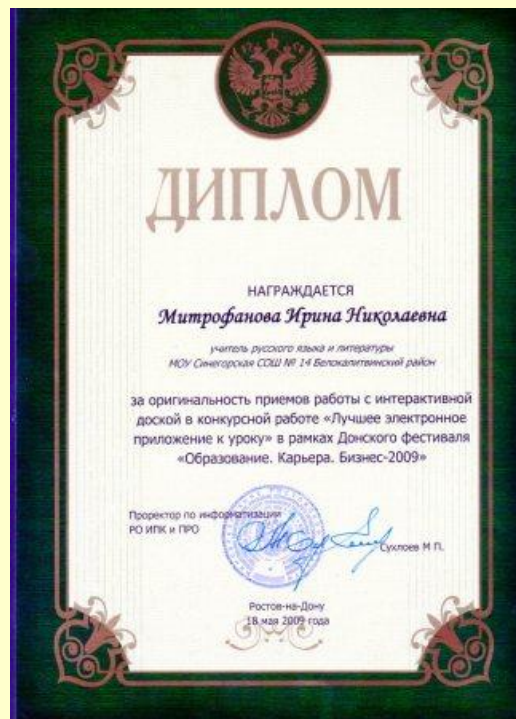 ДИПЛОМ
НАГРАЖДАЕТСЯ
Митрофанова Ирина Николаевна
учитель русского языка и литературы
МОУ Синегорская СОШ № 14 Белокалитвинский район
за оригинальность приемов работы с интерактивной
доской в конкурсной работе «Лучшее электронное
приложение к уроку» в рамках Донского фестиваля
«Образование. Карьера. Бизнес-2009»
Проректор по информатизации
РО ИПК и ПРО
Сухлоев М П.
Ростов-на-Дону
18 мая 2009 года